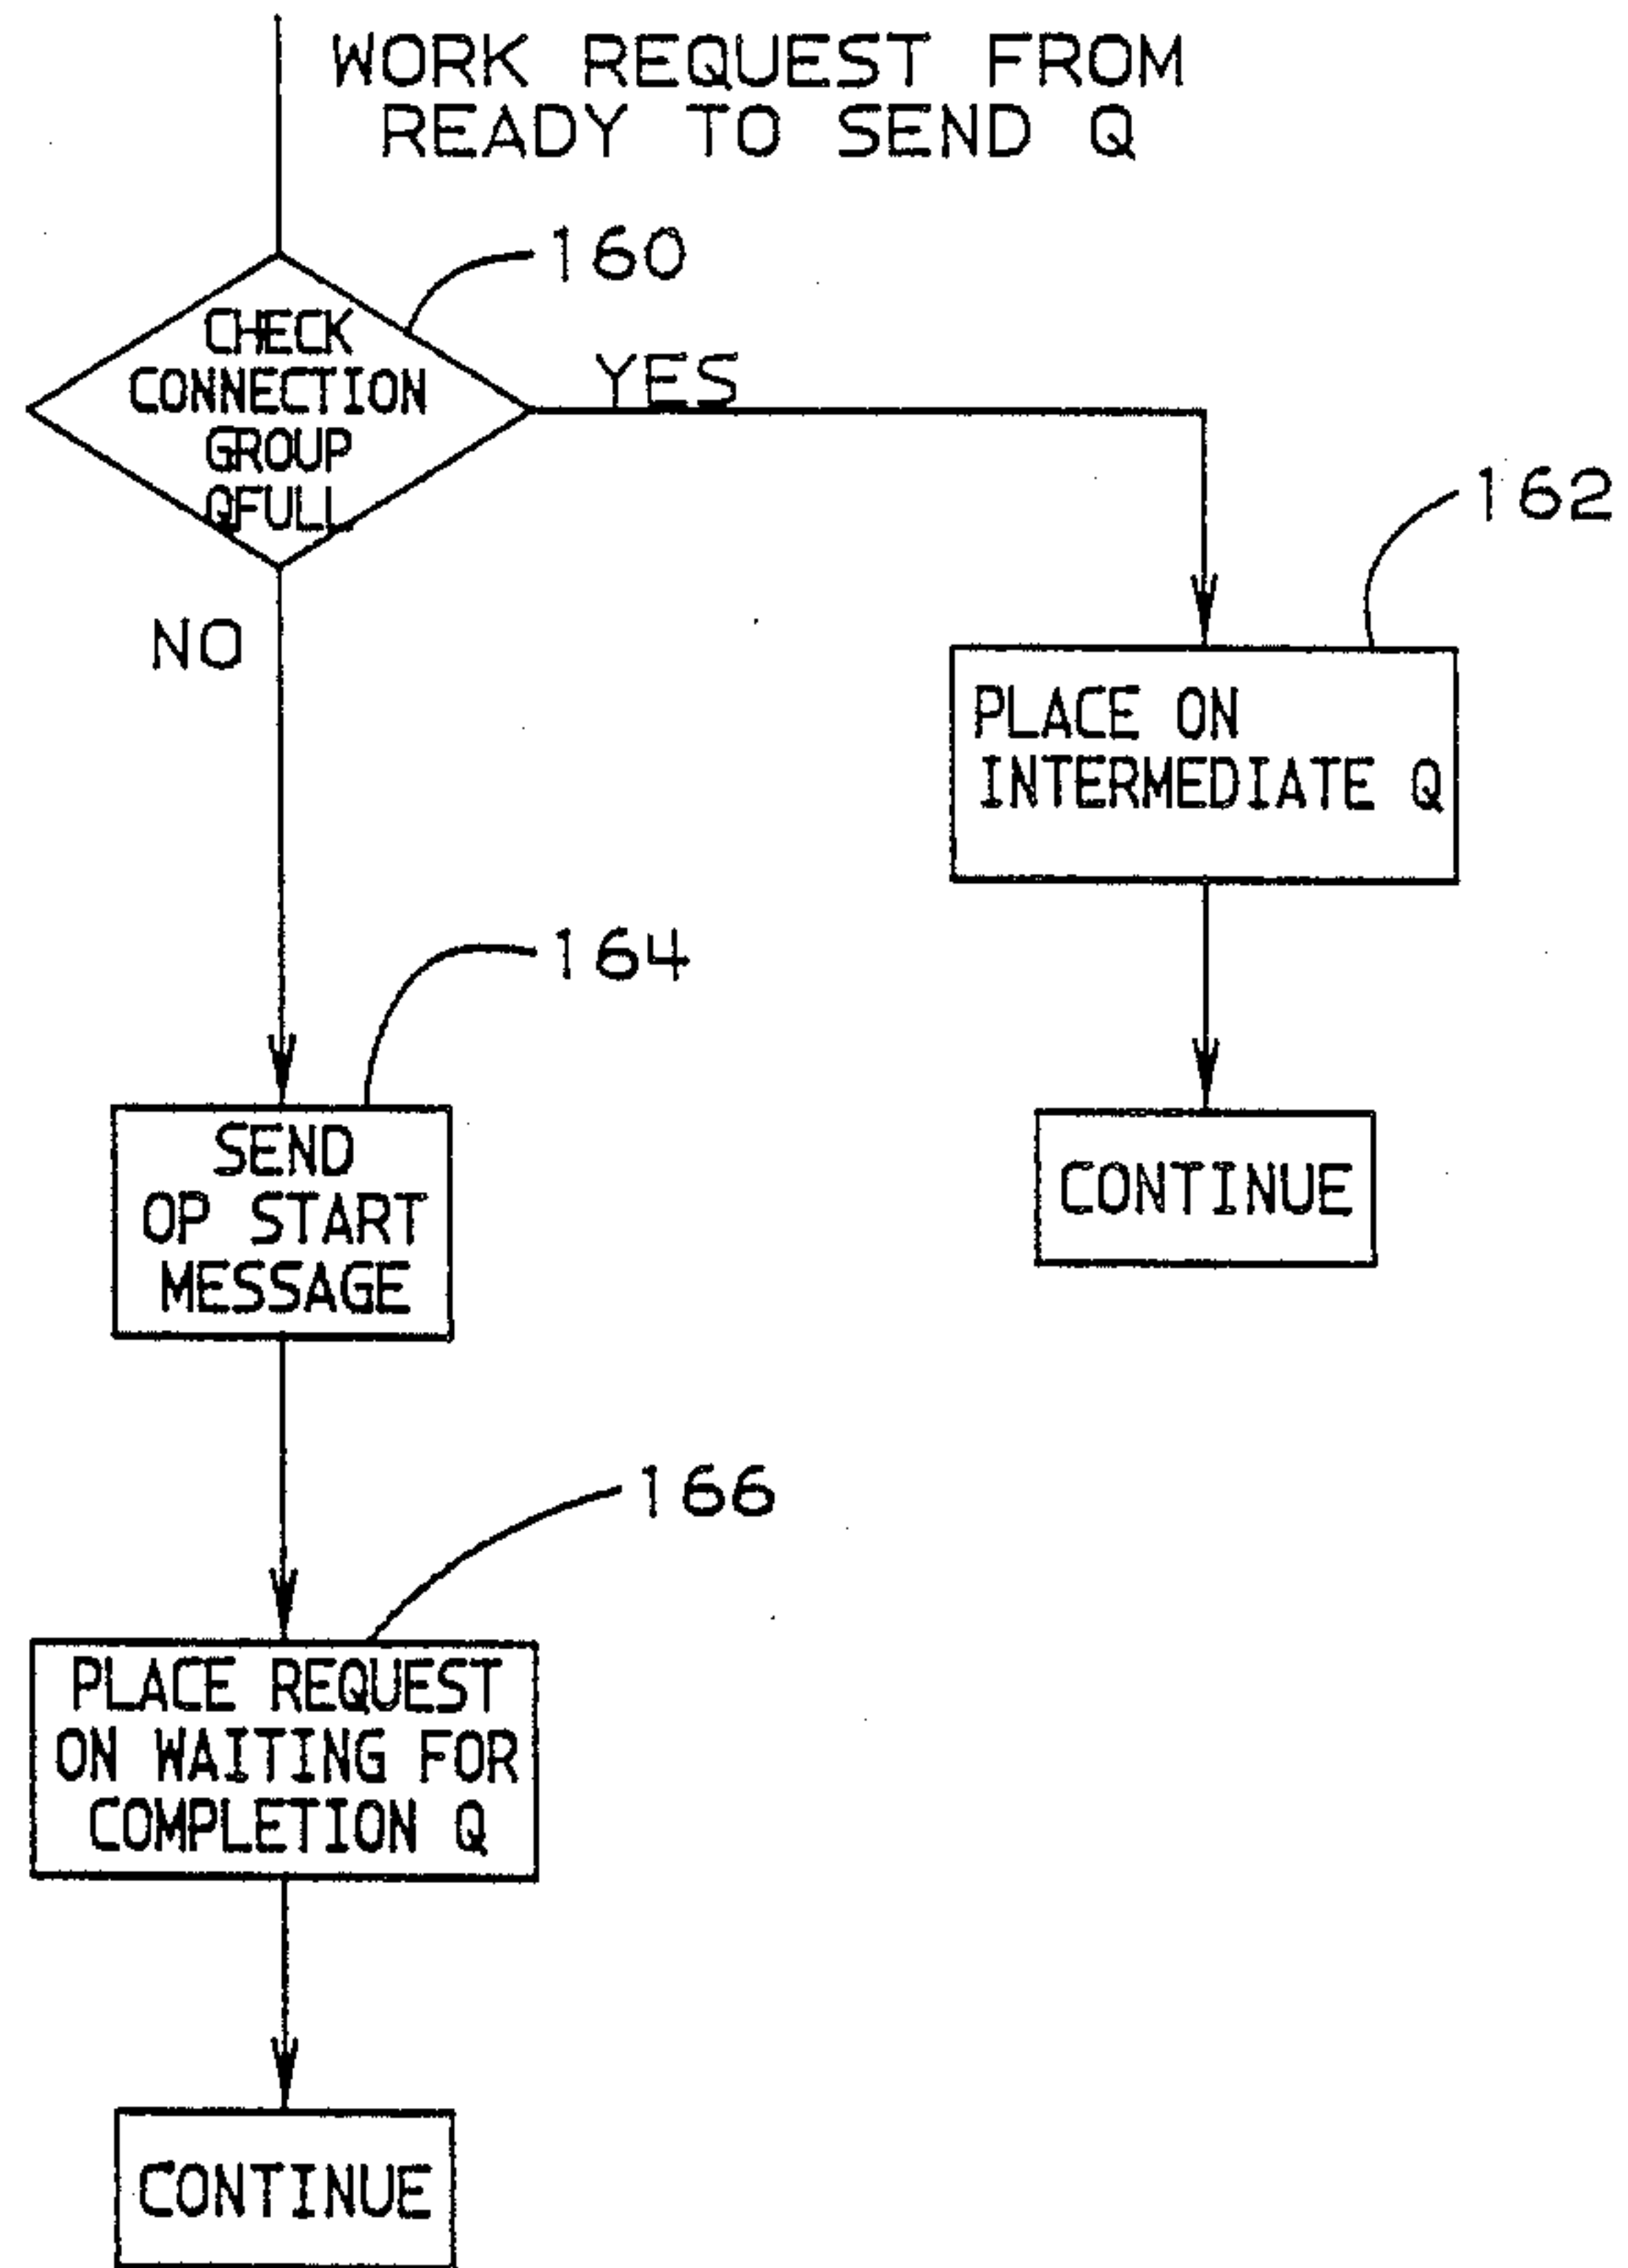 WORK REQUEST FROM
READY TO SEND Q
160
CHECK
CONNECTION
GROUP
QFULL
YES
NO
162
PLACE ON
INTERMEDIATE Q
164
SEND
OP START
MESSAGE
CONTINUE
166
PLACE REQUEST
ON WAITING FOR
COMPLETION Q
CONTINUE